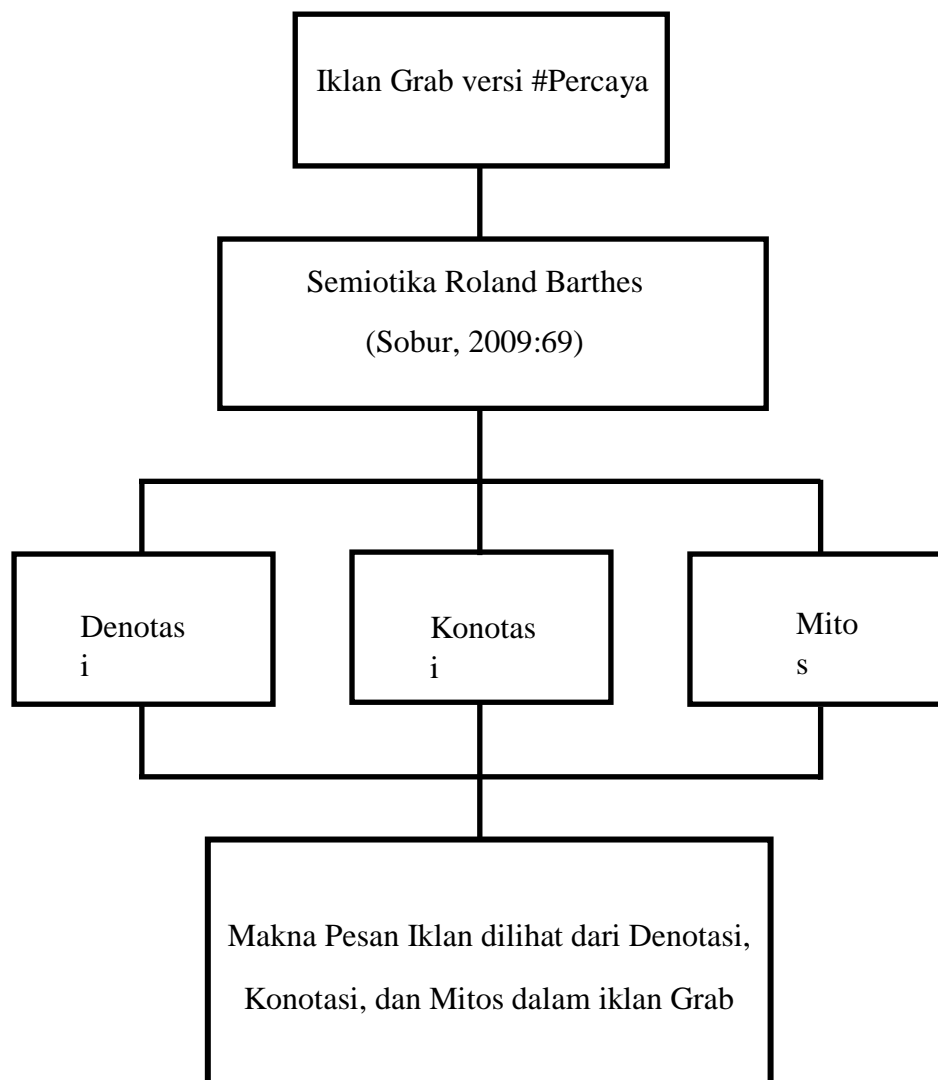 Iklan Grab versi #Percaya
Semiotika Roland Barthes
(Sobur, 2009:69)
Denotas
i
Konotas
i
Mito
s
Makna Pesan Iklan dilihat dari Denotasi,
Konotasi, dan Mitos dalam iklan Grab